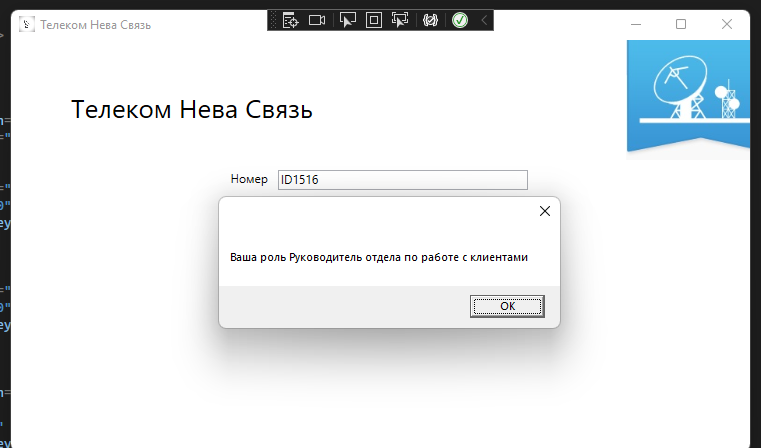 Телеком Нева Связь
Телеком Нева Связь
Номер
ID1516
Ваша роль Руководитель отдела по работе с клиентами
OK